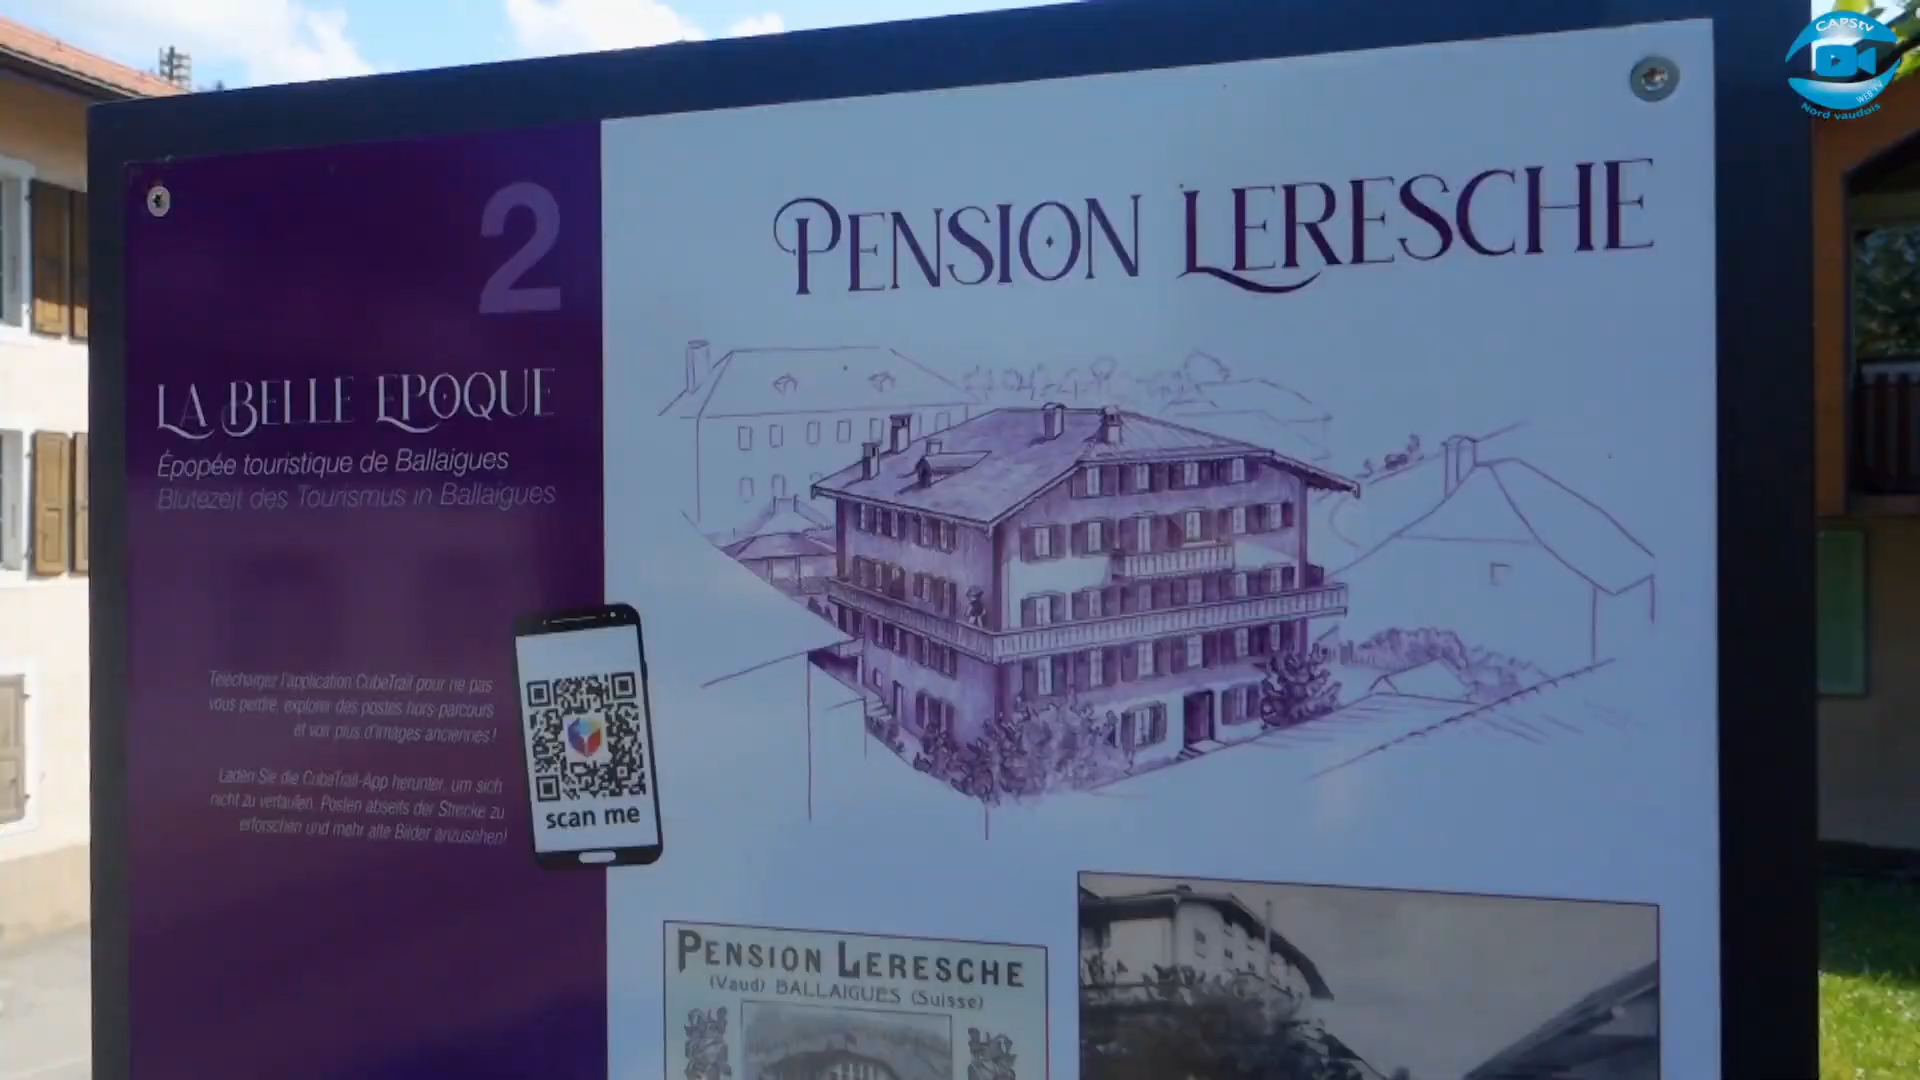 CAPStv
WEB TV
Nord vaudois
2
LA BELLE EPOQUE
Épopée touristique de Ballaigues
Blütezeit des Tourismus in Ballaigues
Téléchargez l'application CubeTrail pour ne pas
vous perdre, explorer des postes hors-parcours
et voir plus d'images anciennes !
Laden Sie die CubeTrail-App herunter, um sich
nicht zu verlaufen, Posten abseits der Strecke zu
erforschen und mehr alte Bilder anzusehen!
scan me
PENSION LERESCHE
PENSION LERESCHE
(Vaud) BALLAIGUES (Suisse)